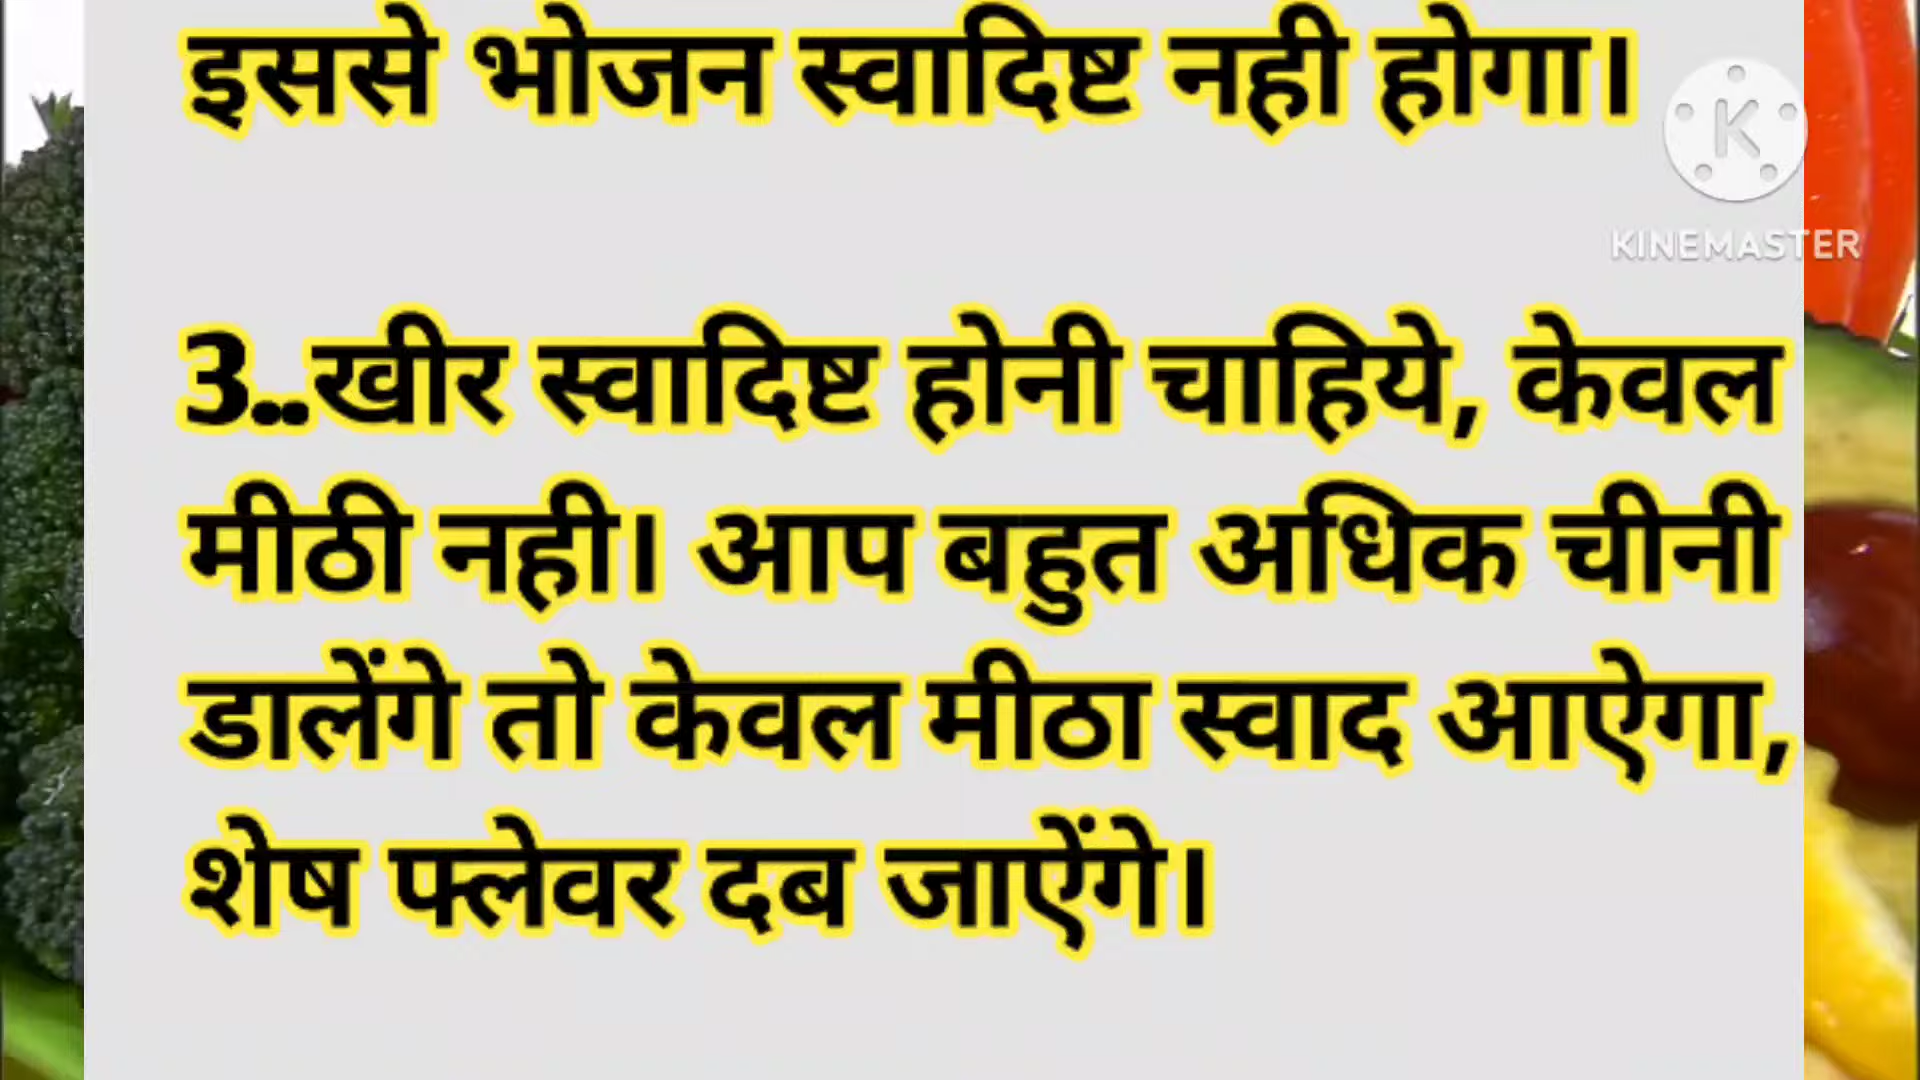 इससे भोजन स्वादिष्ट नही होगा।
KINEMASTER
3..खीर स्वादिष्ट होनी चाहिये, केवल
मीठी नही। आप बहुत अधिक चीनी
डालेंगे तो केवल मीठा स्वाद आऐगा,
शेष फ्लेवर दब जाऐंगे।